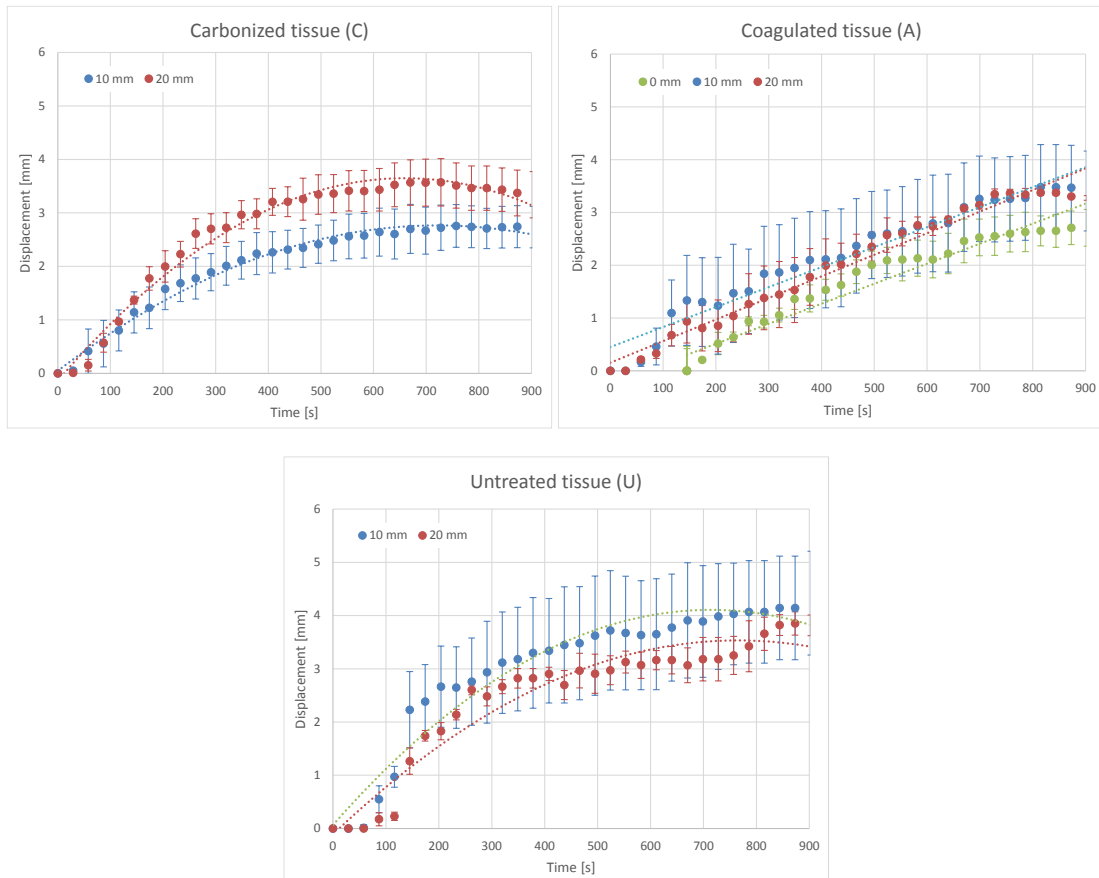 Carbonized tissue (C)
10 mm 20 mm
Displacement [mm]
6
5
4
3
2
1
0
0 100 200 300 400 500 600 700 800 900
Time [s]
Coagulated tissue (A)
0 mm 10 mm 20 mm
Displacement [mm]
6
5
4
3
2
1
0
0 100 200 300 400 500 600 700 800 900
Time [s]
Untreated tissue (U)
10 mm 20 mm
Displacement [mm]
6
5
4
3
2
1
0
0 100 200 300 400 500 600 700 800 900
Time [s]